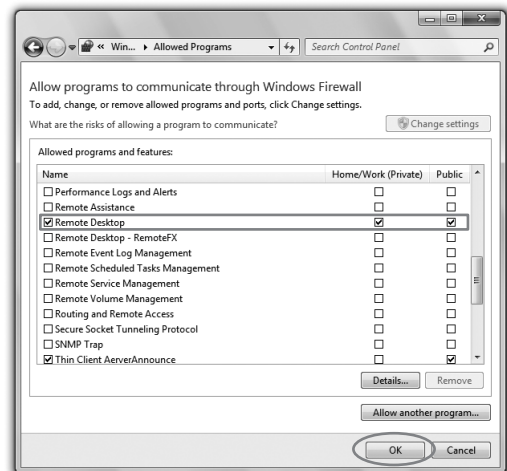 « Win... Allowed Programs Search Control Panel
Allow programs to communicate through Windows Firewall
To add, change, or remove allowed programs and ports, click Change settings.
What are the risks of allowing a program to communicate? Change settings
Allowed programs and features:
Name Home/Work (Private) Public
Performance Logs and Alerts
Remote Assistance
Remote Desktop
Remote Desktop - RemoteFX
Remote Event Log Management
Remote Scheduled Tasks Management
Remote Service Management
Remote Volume Management
Routing and Remote Access
Secure Socket Tunneling Protocol
SNMP Trap
Thin Client AerverAnnounce
Details... Remove
Allow another program...
OK Cancel